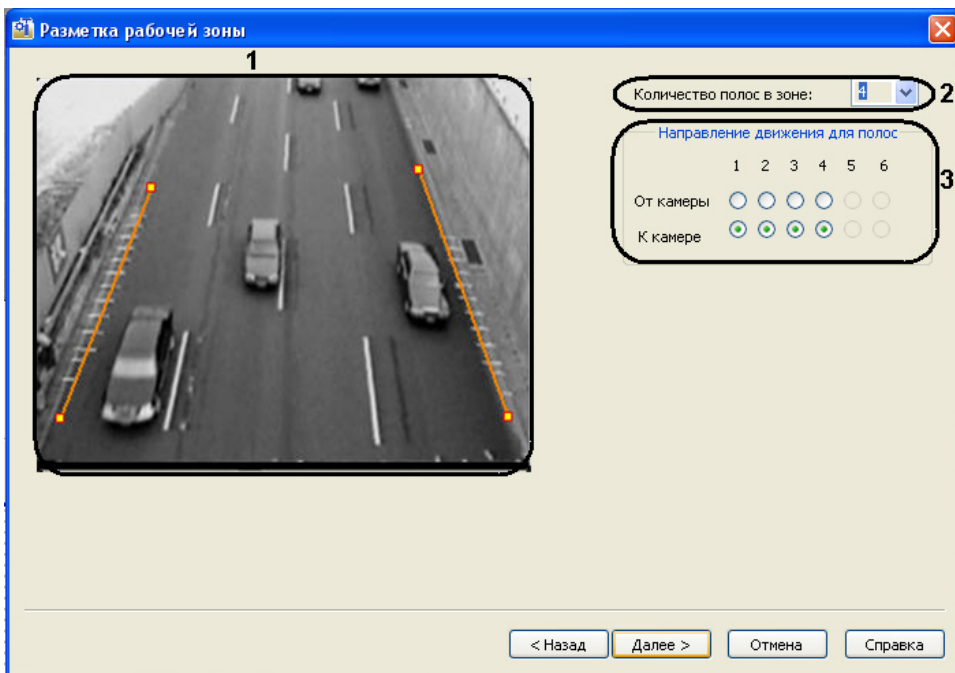 Разметка рабочей зоны
1
Количество полос в зоне: 4
2
Направление движения для полос
1 2 3 4 5 6
3
От камеры
К камере
< Назад Далее > Отмена Справка